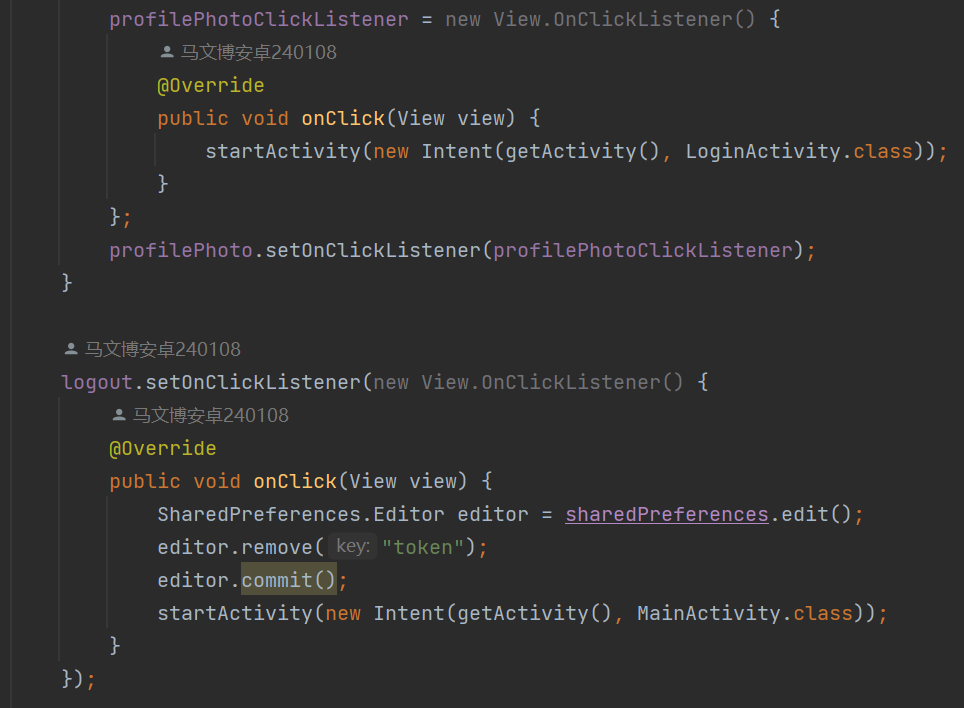 profilePhotoClickListener = new View.OnClickListener() {
马文博安卓240108
@Override
public void onClick(View view) {
startActivity(new Intent(getActivity(), LoginActivity.class));
}
};
profilePhoto.setOnClickListener(profilePhotoClickListener);
}
马文博安卓240108
logout.setOnClickListener(new View.OnClickListener() {
马文博安卓240108
@Override
public void onClick(View view) {
SharedPreferences.Editor editor = sharedPreferences.edit();
editor.remove( key: "token");
editor.commit();
startActivity(new Intent(getActivity(), MainActivity.class));
}
});